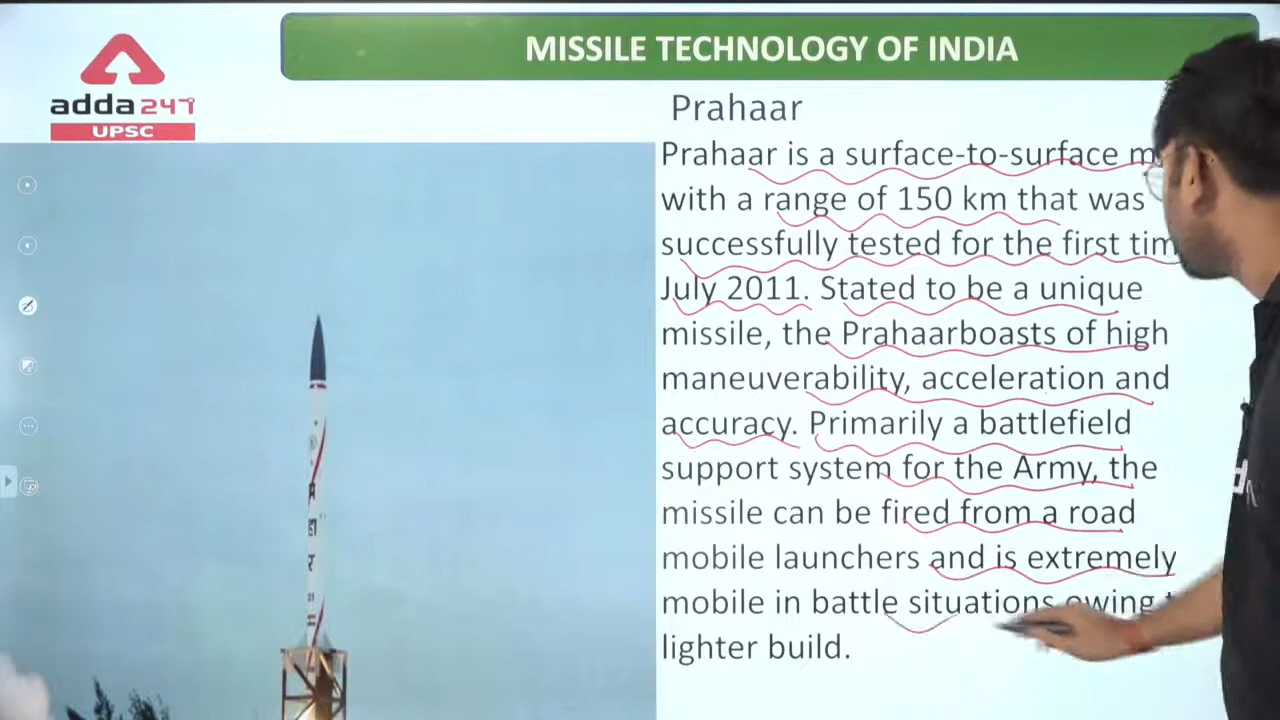 MISSILE TECHNOLOGY OF INDIA
adda247
UPSC
Prahaar
Prahaar is a surface-to-surface
with a range of 150 km that was
successfully tested for the first
July 2011. Stated to be a unique
missile, the Prahaarboasts of high
maneuverability, acceleration and
accuracy. Primarily a battlefield
support system for the Army, the
missile can be fired from a road
mobile launchers and is extremely
mobile in battle situations owing
lighter build.
हा
र